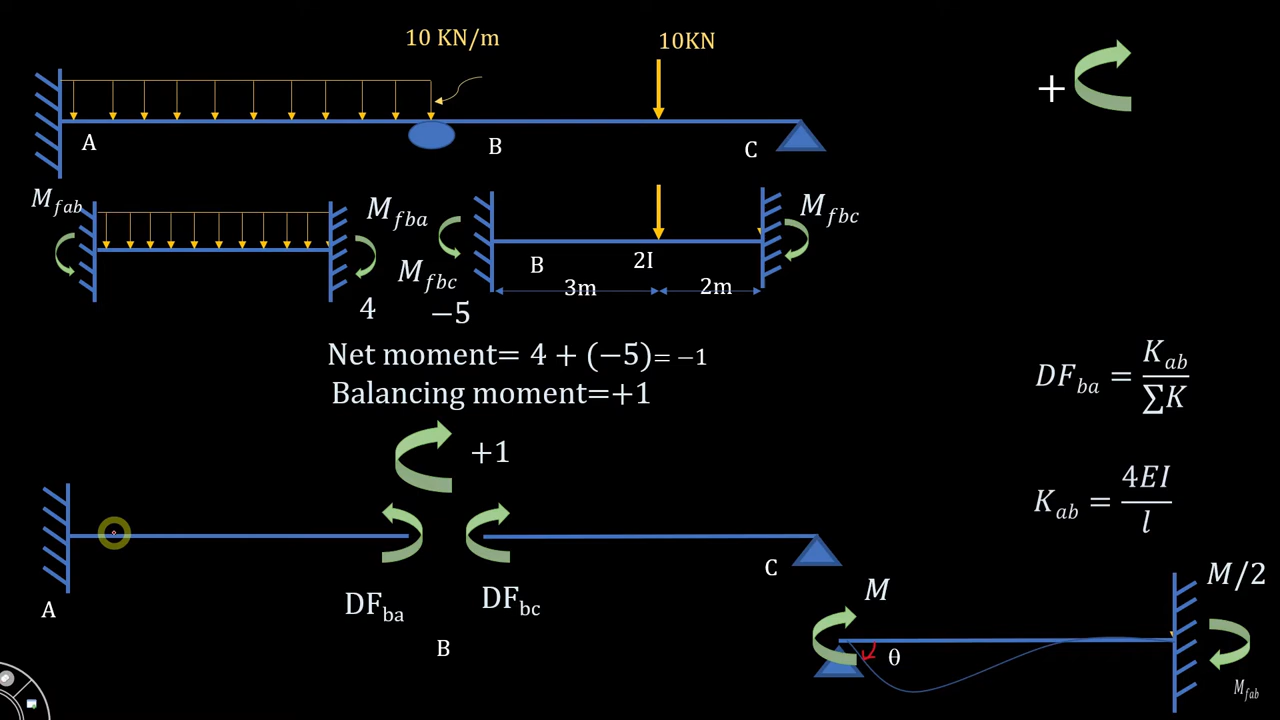 10 KN/m
10KN
+
A
B
C
M_fab
M_fba
M_fbc
M_fbc
B
2I
3m
2m
4
−5
Net moment= 4 + (−5)= −1
Balancing moment=+1
+1
DF_ba = K_ab / ∑K
K_ab = 4EI / l
A
DF_ba
DF_bc
B
C
M
θ
M/2
M_fab